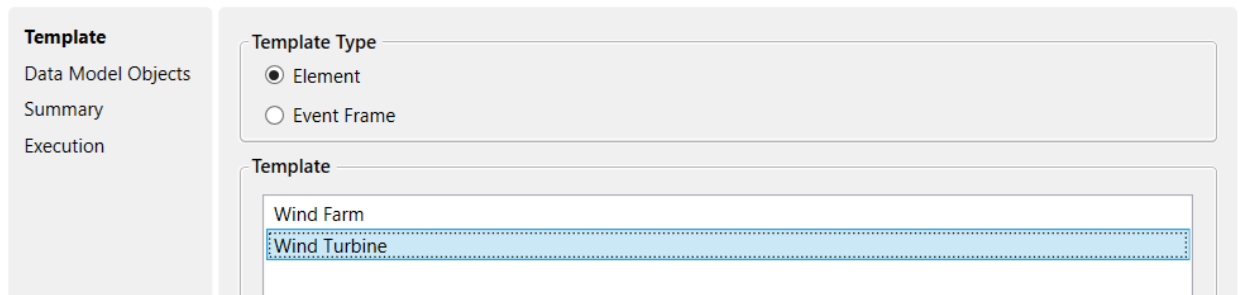 Template
Data Model Objects
Summary
Execution
Template Type
Element
Event Frame
Template
Wind Farm
Wind Turbine